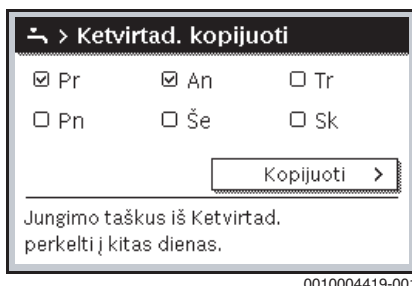 > Ketvirtad. kopijuoti
☑ Pr ☑ An ☐ Tr
☐ Pn ☐ Še ☐ Sk
Kopijuoti >
Jungimo taškus iš Ketvirtad.
perkelti į kitas dienas.
0010004419-001